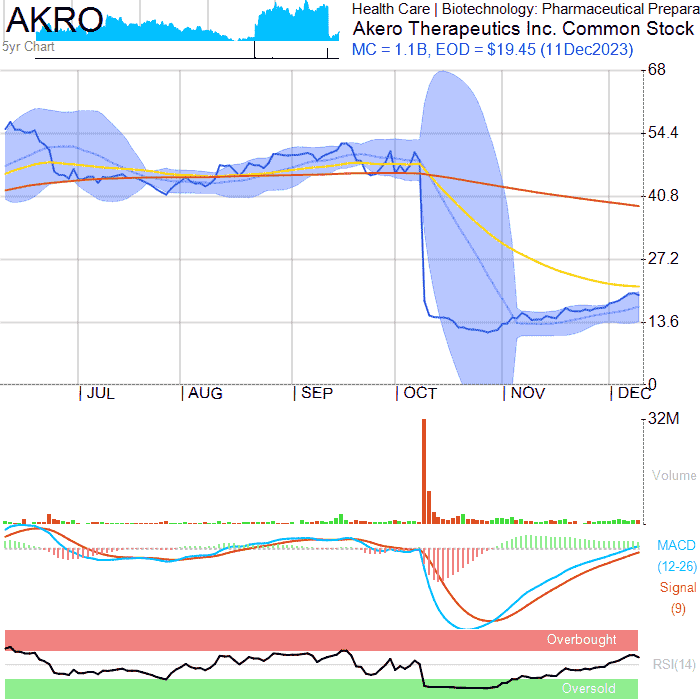 AKRO
5yr Chart
Health Care | Biotechnology: Pharmaceutical Prepara
Akero Therapeutics Inc. Common Stock
MC = 1.1B, EOD = $19.45 (11Dec2023)
68
54.4
40.8
27.2
13.6
0
JUL AUG SEP OCT NOV DEC
32M
Volume
MACD
(12-26)
Signal
(9)
Overbought
RSI(14)
Oversold